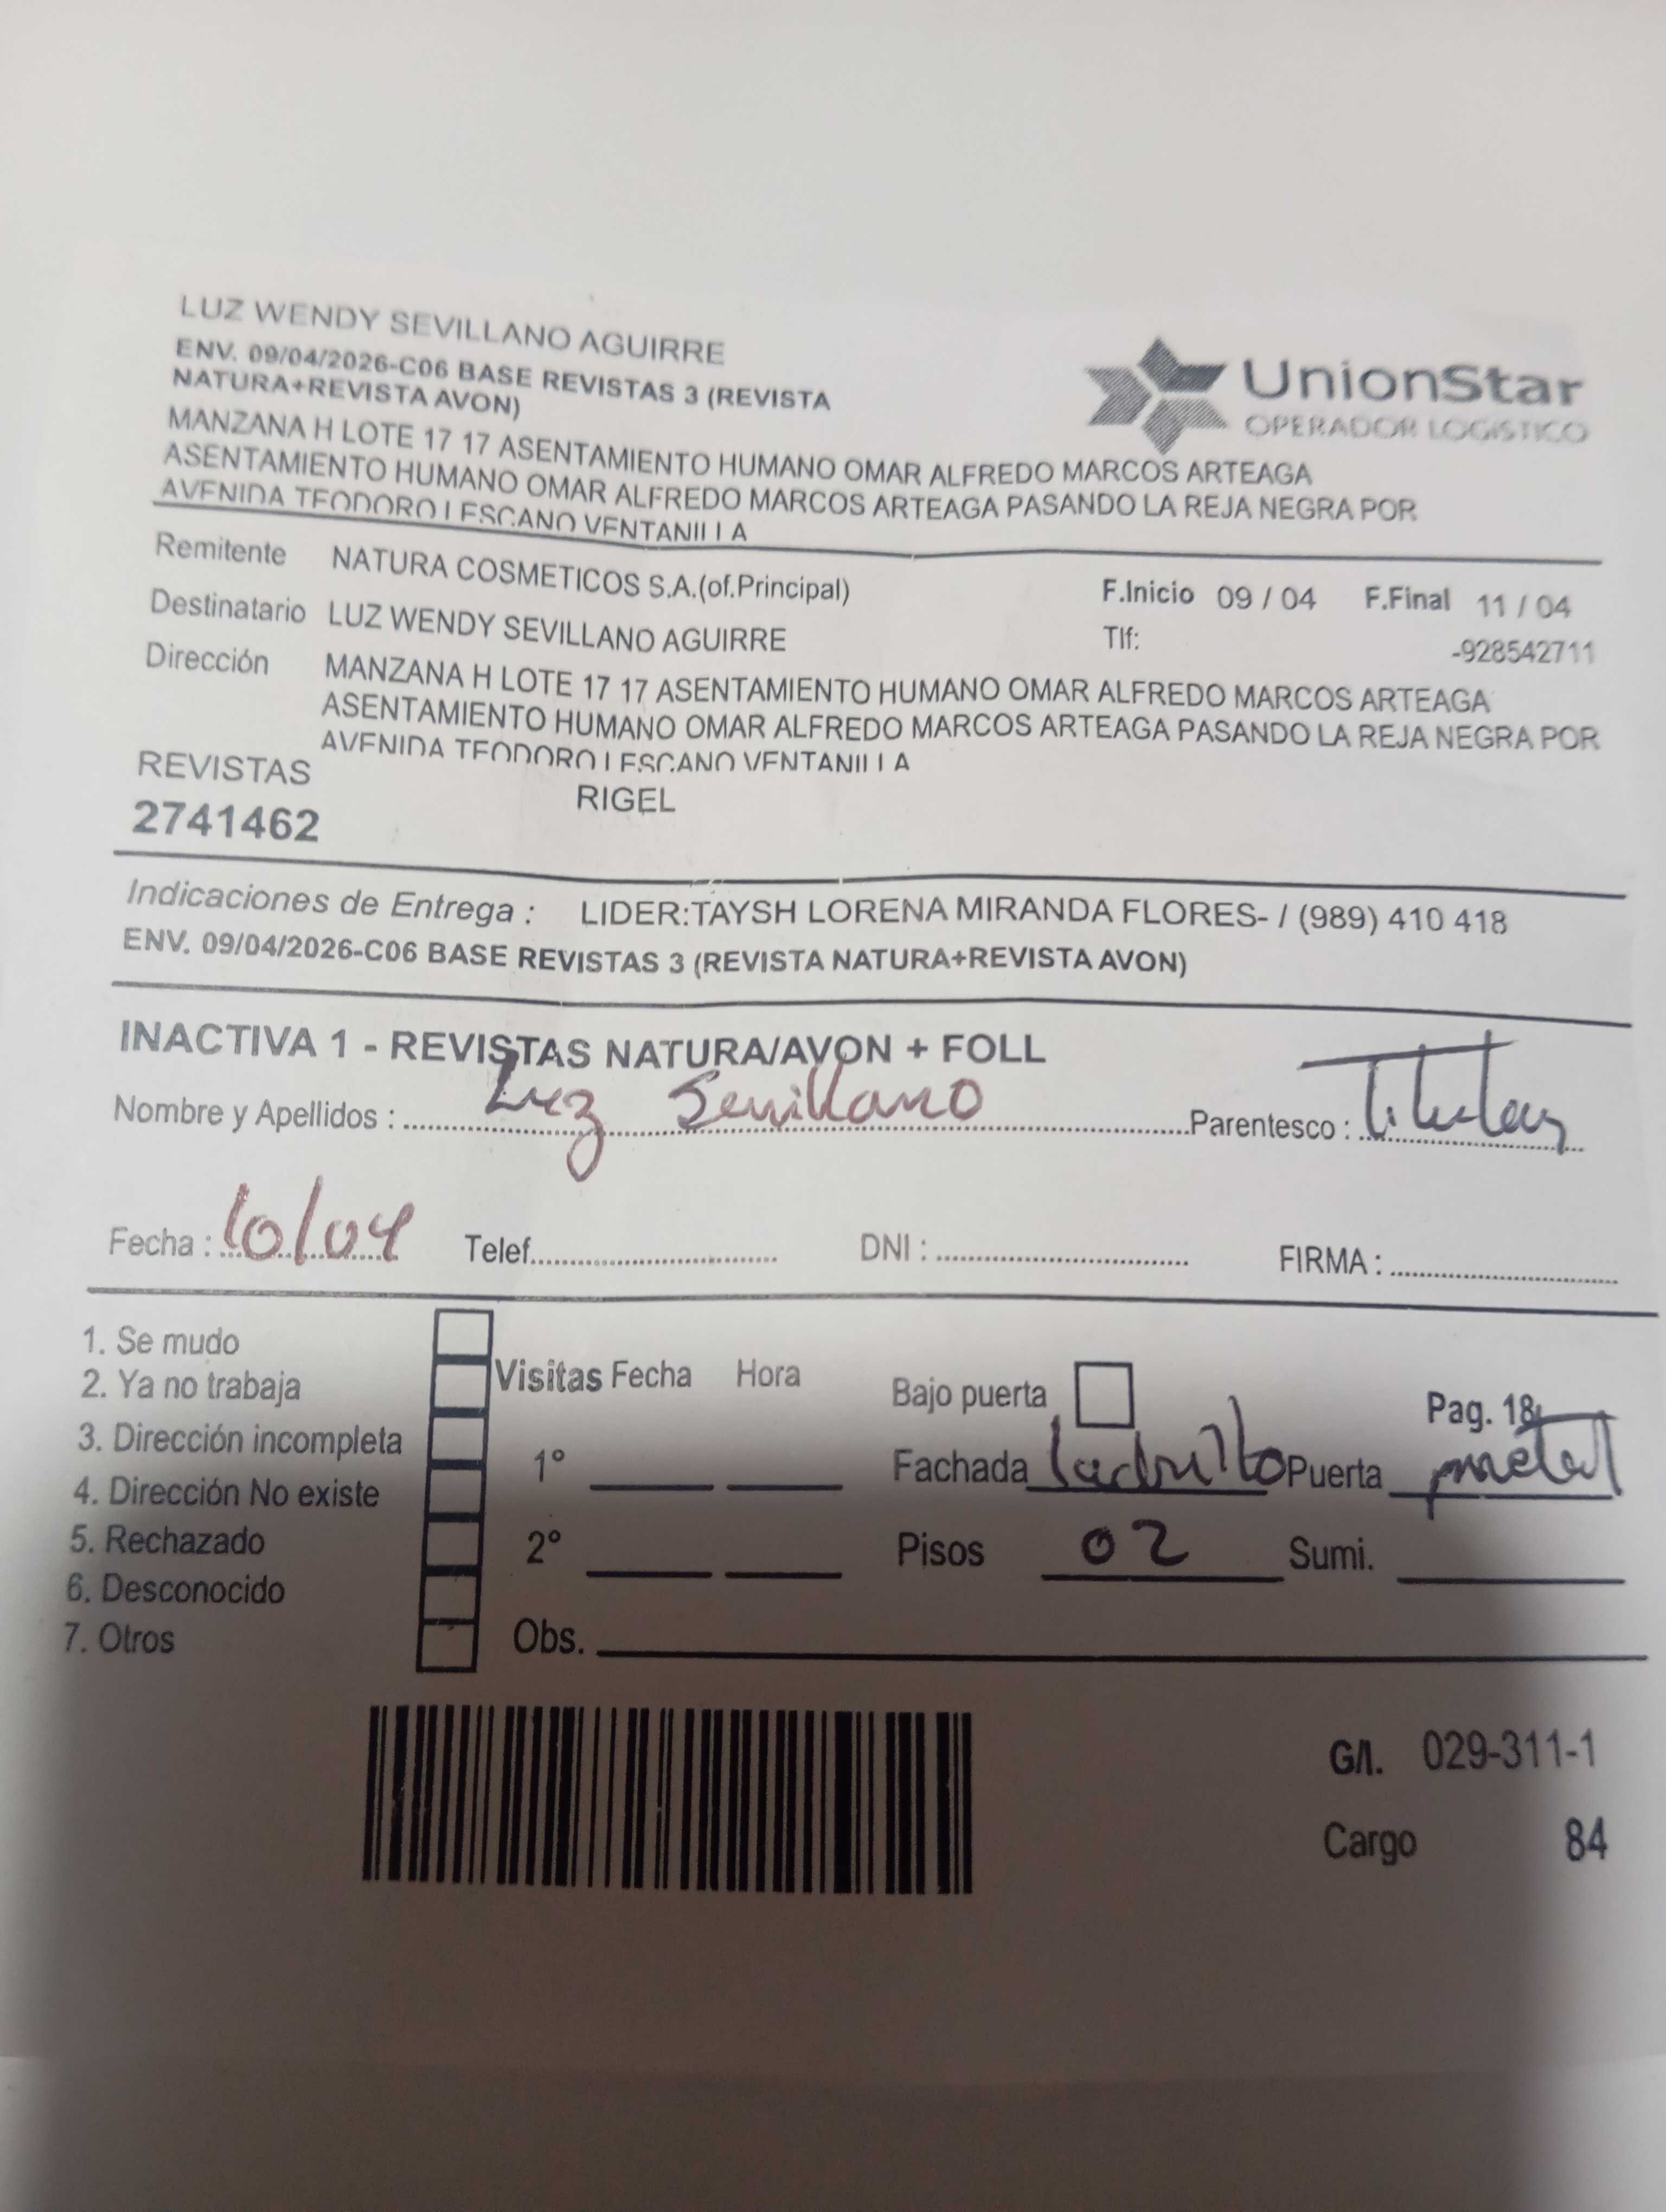 LUZ WENDY SEVILLANO AGUIRRE
ENV. 09/04/2026-C06 BASE REVISTAS 3 (REVISTA
NATURA+REVISTA AVON)
UnionStar
OPERADOR LOGISTICO
MANZANA H LOTE 17 17 ASENTAMIENTO HUMANO OMAR ALFREDO MARCOS ARTEAGA
ASENTAMIENTO HUMANO OMAR ALFREDO MARCOS ARTEAGA PASANDO LA REJA NEGRA POR
AVENIDA TEODORO LESCANO VENTANILLA
Remitente NATURA COSMETICOS S.A.(of.Principal) F.Inicio 09 / 04 F.Final 11 / 04
Destinatario LUZ WENDY SEVILLANO AGUIRRE Tlf: -928542711
Dirección MANZANA H LOTE 17 17 ASENTAMIENTO HUMANO OMAR ALFREDO MARCOS ARTEAGA
ASENTAMIENTO HUMANO OMAR ALFREDO MARCOS ARTEAGA PASANDO LA REJA NEGRA POR
AVENIDA TEODORO LESCANO VENTANILLA
REVISTAS
RIGEL
2741462
Indicaciones de Entrega : LIDER:TAYSH LORENA MIRANDA FLORES- / (989) 410 418
ENV. 09/04/2026-C06 BASE REVISTAS 3 (REVISTA NATURA+REVISTA AVON)
INACTIVA 1 - REVISTAS NATURA/AVON + FOLL
Nombre y Apellidos : Luz Sevillano Parentesco : Titular
Fecha : 10/04 Telef. DNI : FIRMA :
1. Se mudo
2. Ya no trabaja
3. Dirección incompleta
4. Dirección No existe
5. Rechazado
6. Desconocido
7. Otros
Visitas Fecha Hora
1°
2°
Obs.
Bajo puerta Pag. 18
Fachada ladrillo Puerta metal
Pisos 02 Sumi.
G/l. 029-311-1
Cargo 84